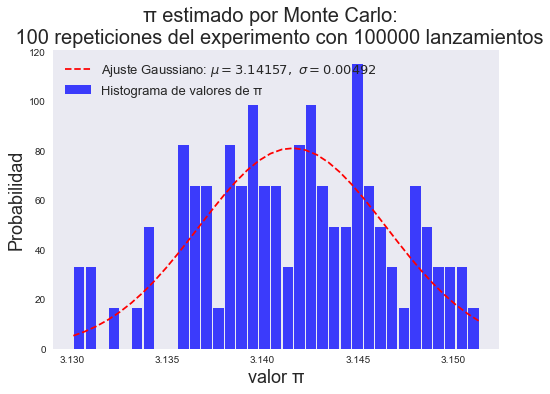 π estimado por Monte Carlo:
100 repeticiones del experimento con 100000 lanzamientos
120
100
80
60
40
20
0
Probabilidad
Ajuste Gaussiano: μ = 3.14157, σ = 0.00492
Histograma de valores de π
3.130
3.135
3.140
3.145
3.150
valor π